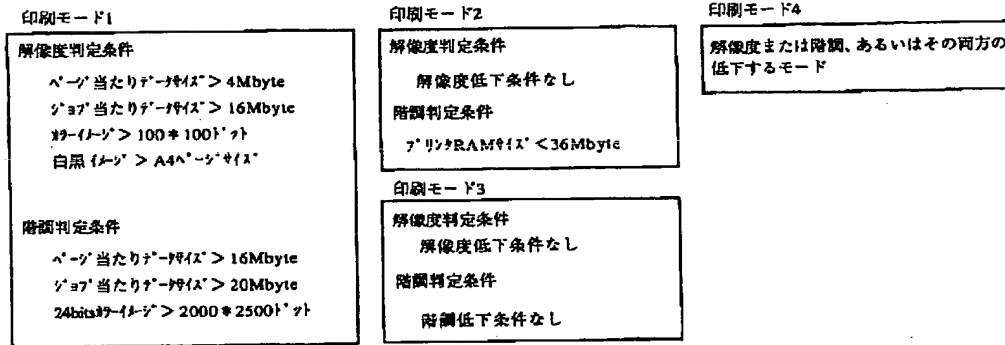 印刷モード1
解像度判定条件
ページ当たりデータサイズ > 4Mbyte
ジョブ当たりデータサイズ > 16Mbyte
カラーイメージ > 100*100ドット
白黒イメージ > A4ページサイズ
階調判定条件
ページ当たりデータサイズ > 16Mbyte
ジョブ当たりデータサイズ > 20Mbyte
24bitsカラーイメージ > 2000*2500ドット
印刷モード2
解像度判定条件
解像度低下条件なし
階調判定条件
プリンタRAMサイズ <36Mbyte
印刷モード3
解像度判定条件
解像度低下条件なし
階調判定条件
階調低下条件なし
印刷モード4
解像度または階調、あるいはその両方の
低下するモード